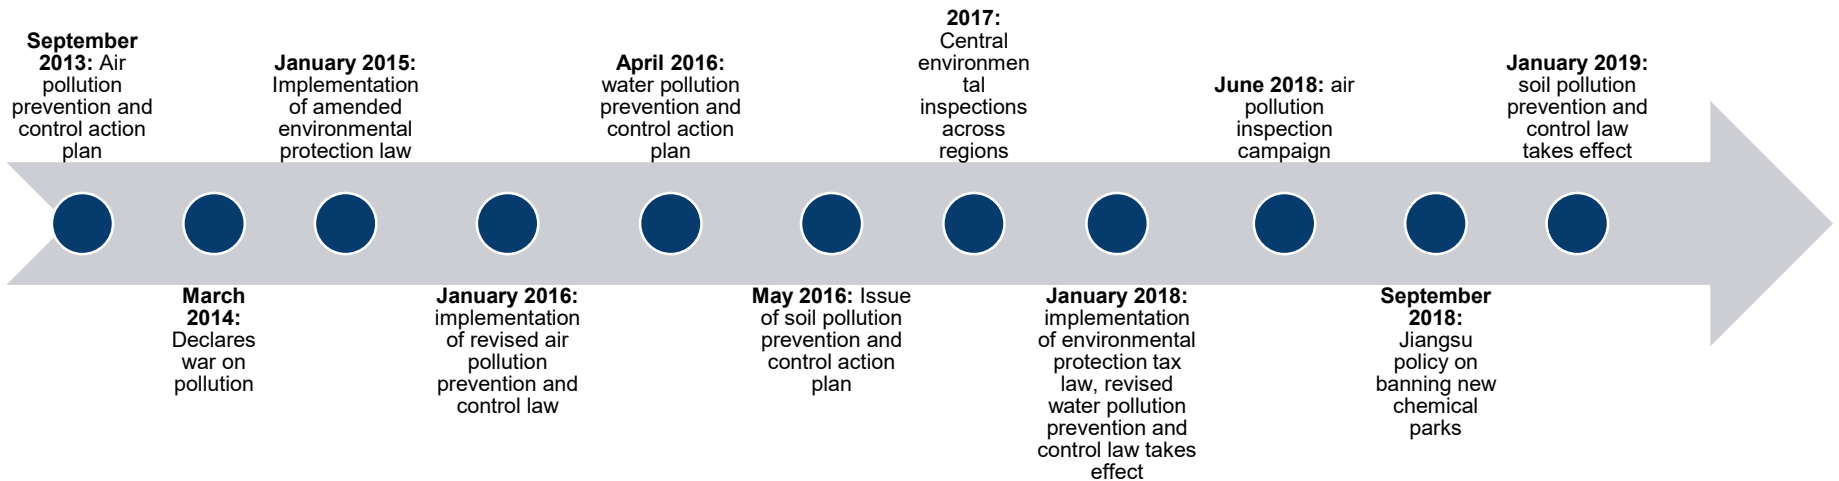 September
2013: Air
pollution
prevention and
control action
plan
March
2014:
Declares
war on
pollution
January 2015:
Implementation
of amended
environmental
protection law
January 2016:
implementation
of revised air
pollution
prevention and
control law
April 2016:
water pollution
prevention and
control action
plan
May 2016: Issue
of soil pollution
prevention and
control action
plan
2017:
Central
environmen
tal
inspections
across
regions
January 2018:
implementation
of environmental
protection tax
law, revised
water pollution
prevention and
control law takes
effect
June 2018: air
pollution
inspection
campaign
September
2018:
Jiangsu
policy on
banning new
chemical
parks
January 2019:
soil pollution
prevention and
control law
takes effect